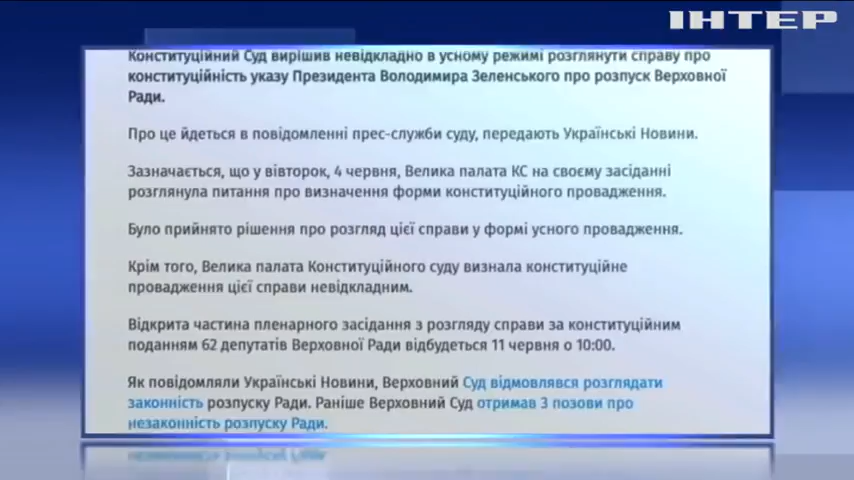 ІНТЕР
Конституційний Суд вирішив невідкладно в усному режимі розглянути справу про
конституційність указу Президента Володимира Зеленського про розпуск Верховної
Ради.
Про це йдеться в повідомленні прес-служби суду, передають Українські Новини.
Зазначається, що у вівторок, 4 червня, Велика палата КС на своєму засіданні
розглянула питання про визначення форми конституційного провадження.
Було прийнято рішення про розгляд цієї справи у формі усного провадження.
Крім того, Велика палата Конституційного суду визнала конституційне
провадження цієї справи невідкладним.
Відкрита частина пленарного засідання з розгляду справи за конституційним
поданням 62 депутатів Верховної Ради відбудеться 11 червня о 10:00.
Як повідомляли Українські Новини, Верховний Суд відмовлявся розглядати
законність розпуску Ради. Раніше Верховний Суд отримав 3 позови про
незаконність розпуску Ради.